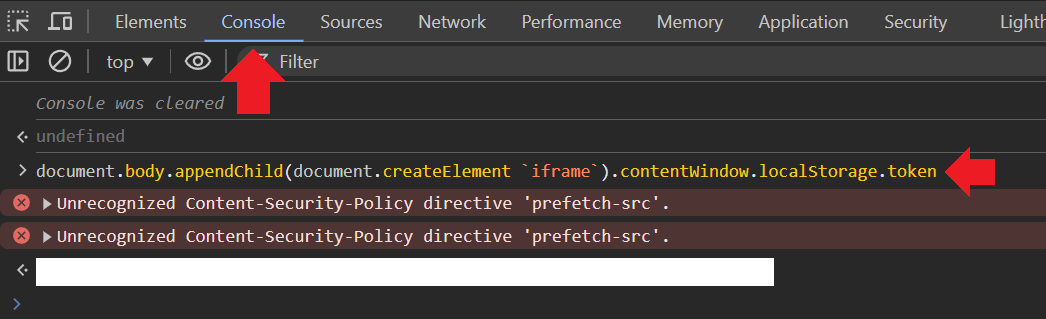 Elements Console Sources Network Performance Memory Application Security Lighth
top Filter
Console was cleared
undefined
document.body.appendChild(document.createElement `iframe`).contentWindow.localStorage.token
Unrecognized Content-Security-Policy directive 'prefetch-src'.
Unrecognized Content-Security-Policy directive 'prefetch-src'.